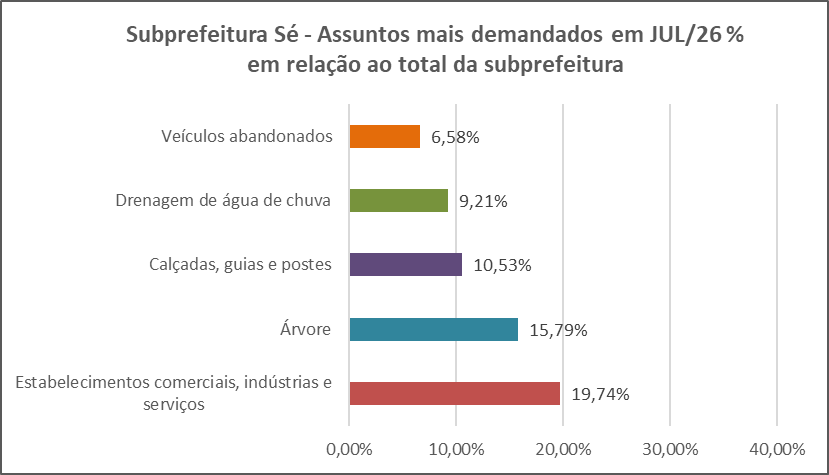 Subprefeitura Sé - Assuntos mais demandados em JUL/26 %
em relação ao total da subprefeitura
Veículos abandonados
6,58%
Drenagem de água de chuva
9,21%
Calçadas, guias e postes
10,53%
Árvore
15,79%
Estabelecimentos comerciais, indústrias e
serviços
19,74%
0,00%
10,00%
20,00%
30,00%
40,00%